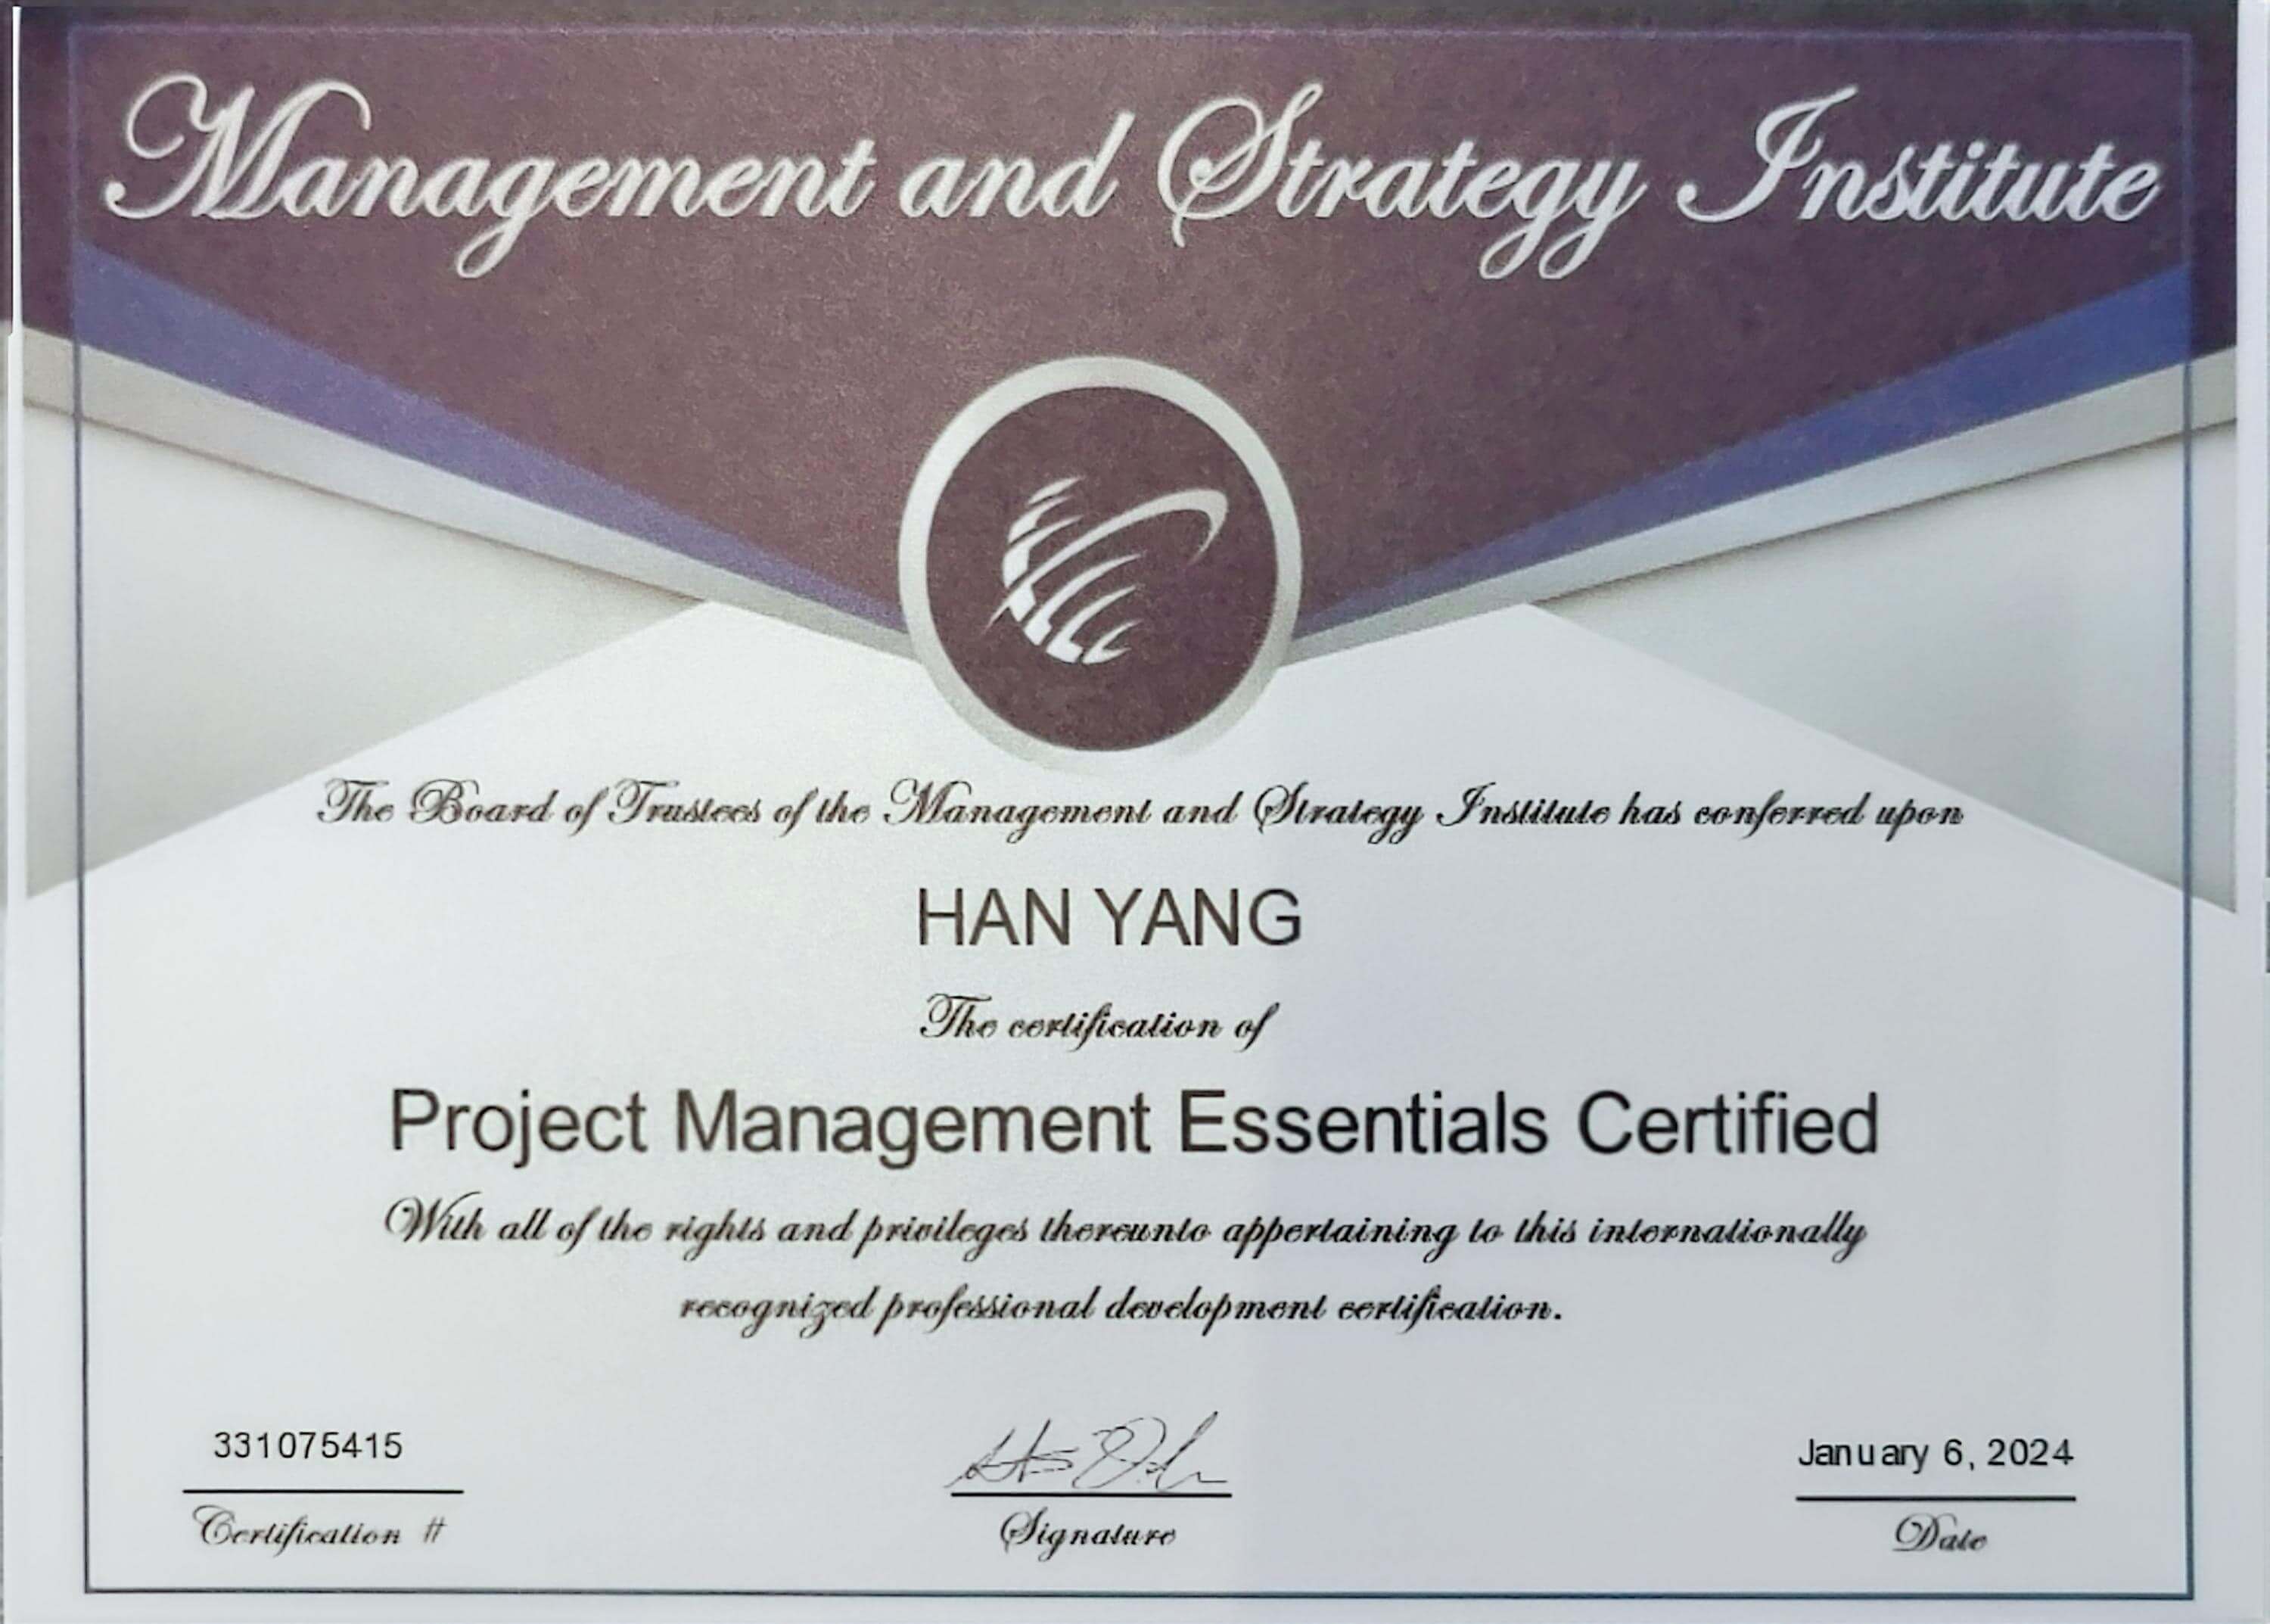 Management and Strategy Institute
The Board of Trustees of the Management and Strategy Institute has conferred upon
HAN YANG
The certification of
Project Management Essentials Certified
With all of the rights and privileges thereunto appertaining to this internationally
recognized professional development certification.
331075415
Certification #
Signature
January 6, 2024
Date